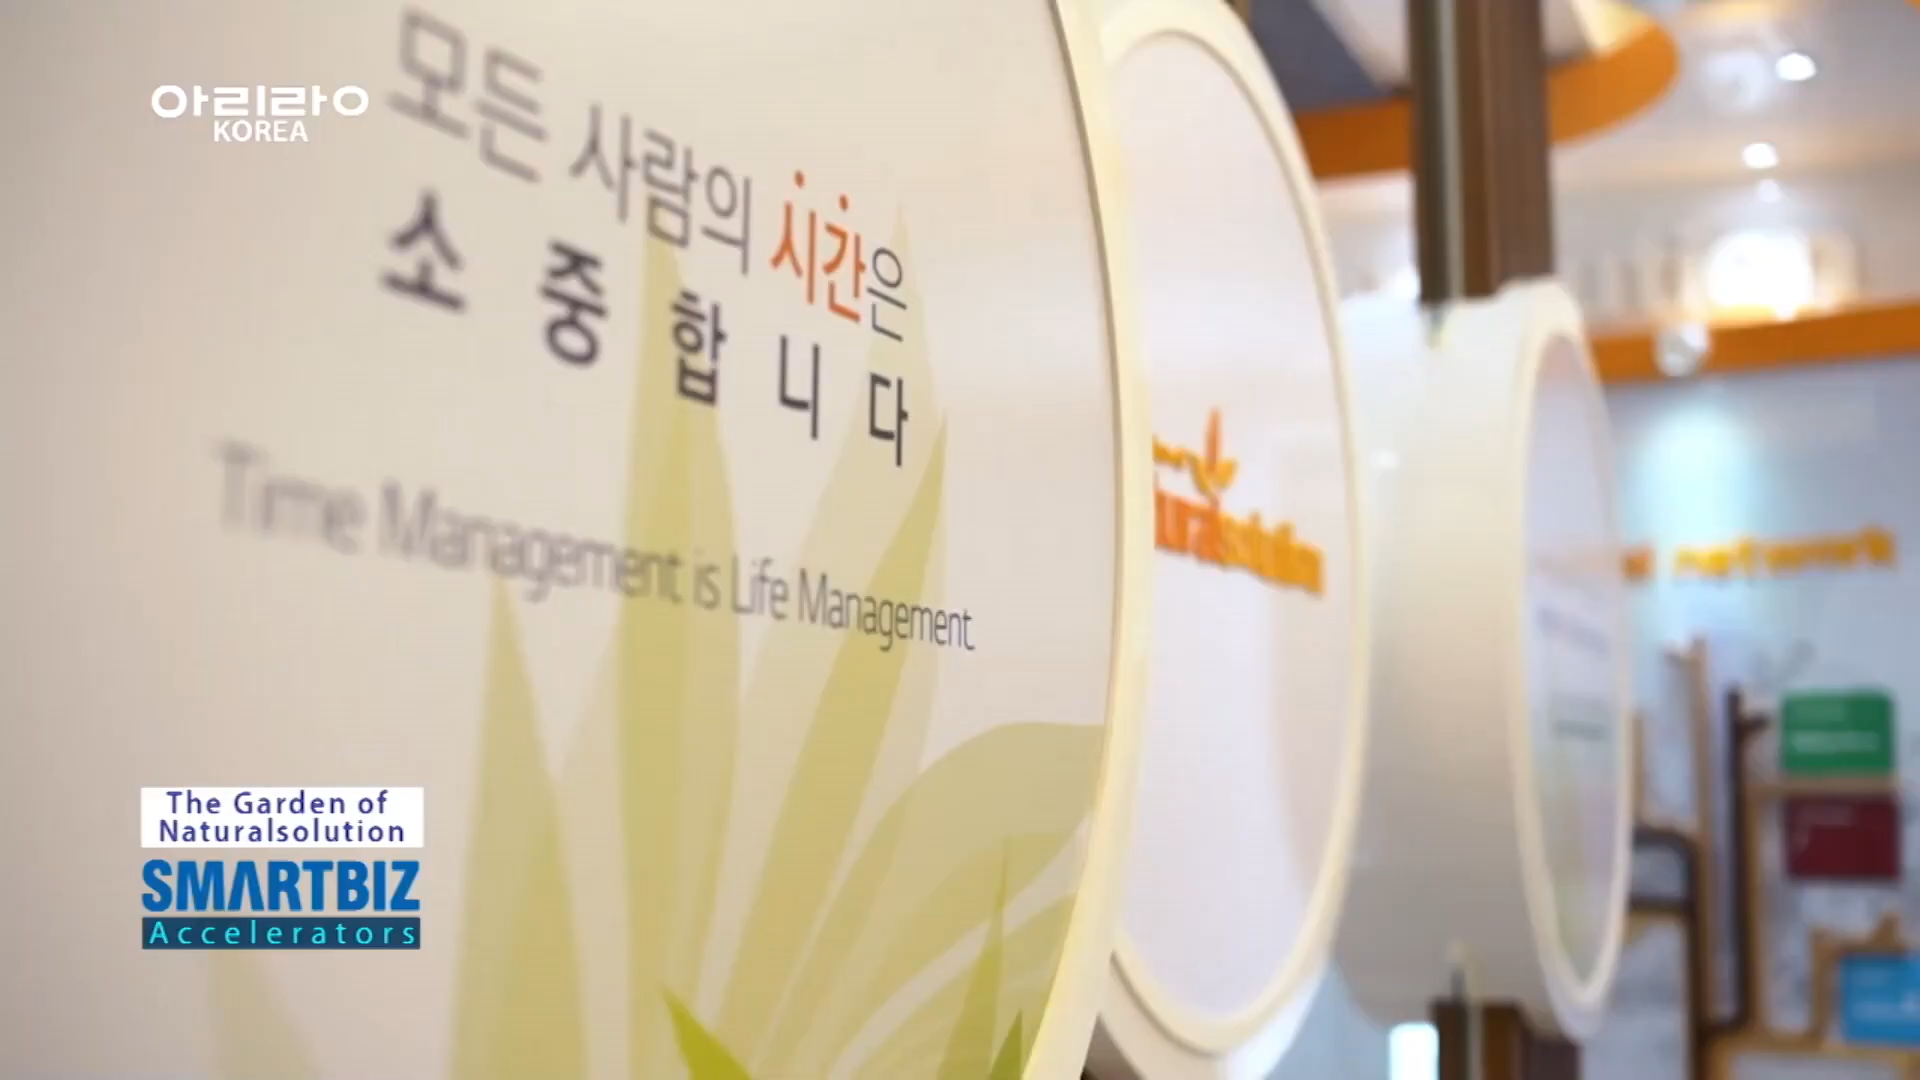 아리랑
KOREA
모든 사람의 시간은
소중합니다
Time Management is Life Management
network
The Garden of
Naturalsolution
SMARTBIZ
Accelerators